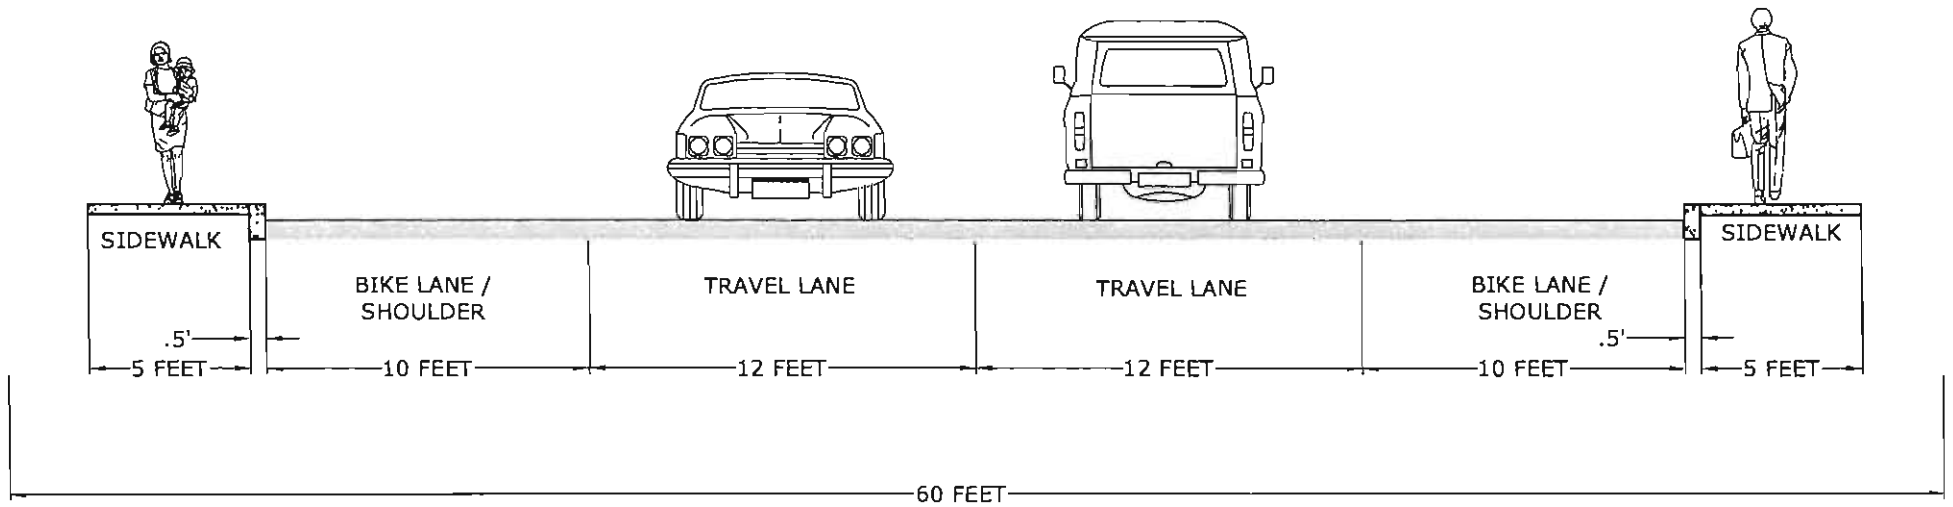 SIDEWALK
BIKE LANE /
SHOULDER
TRAVEL LANE
TRAVEL LANE
BIKE LANE /
SHOULDER
SIDEWALK
.5'
.5'
5 FEET
10 FEET
12 FEET
12 FEET
10 FEET
5 FEET
60 FEET